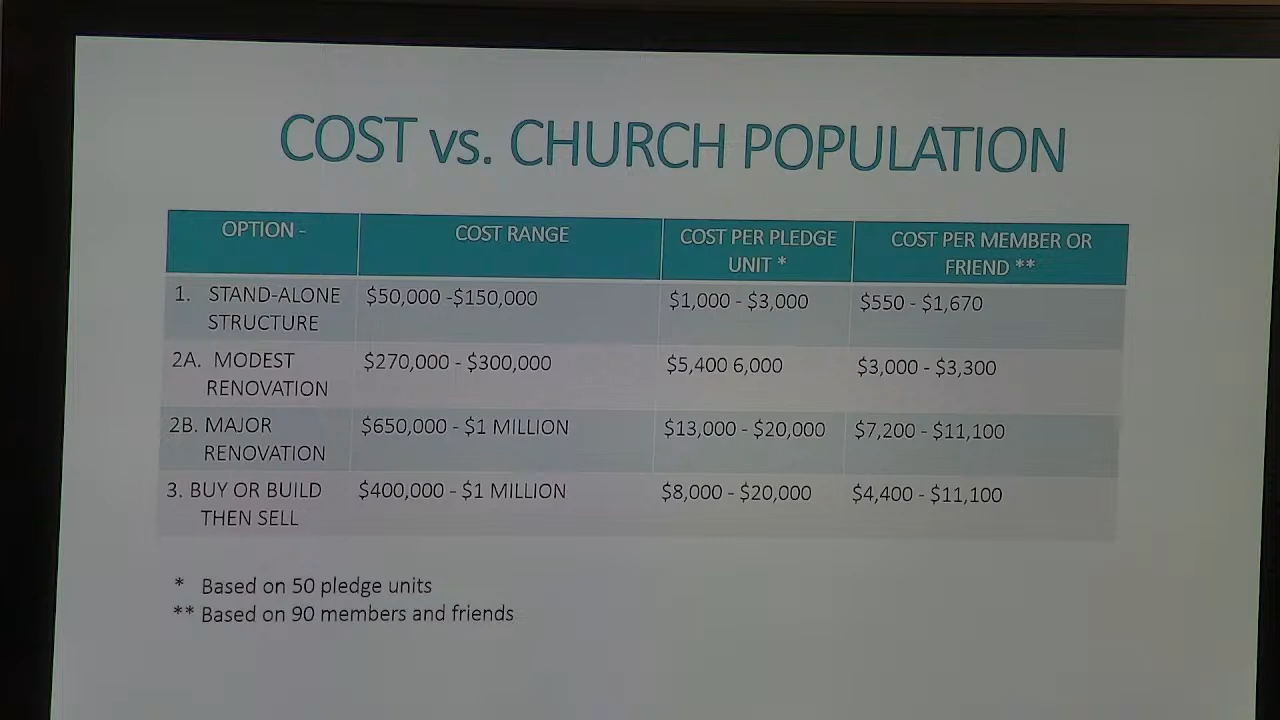 COST vs. CHURCH POPULATION
OPTION - COST RANGE COST PER PLEDGE UNIT * COST PER MEMBER OR FRIEND **
1. STAND-ALONE STRUCTURE $50,000 -$150,000 $1,000 - $3,000 $550 - $1,670
2A. MODEST RENOVATION $270,000 - $300,000 $5,400 6,000 $3,000 - $3,300
2B. MAJOR RENOVATION $650,000 - $1 MILLION $13,000 - $20,000 $7,200 - $11,100
3. BUY OR BUILD THEN SELL $400,000 - $1 MILLION $8,000 - $20,000 $4,400 - $11,100
* Based on 50 pledge units
** Based on 90 members and friends